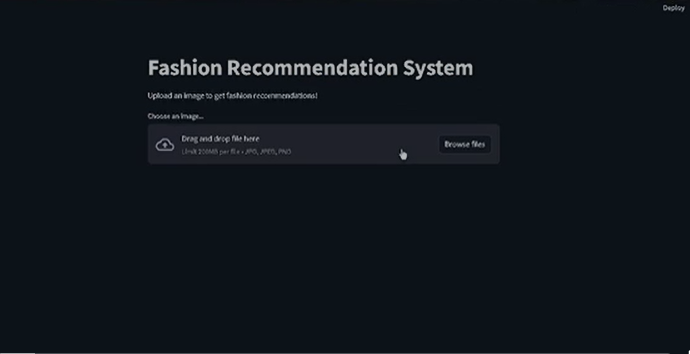 Deploy
Fashion Recommendation System
Upload an image to get fashion recommendations!
Choose an image...
Drag and drop file here
Browse files
Limit 200MB per file • JPG, JPEG, PNG